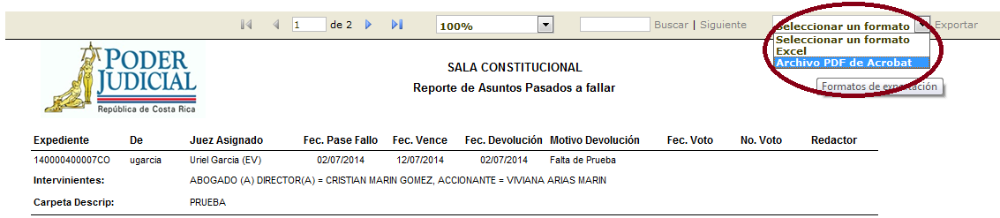 1 de 2 100% Buscar | Siguiente Seleccionar un formato Exportar
Seleccionar un formato
Excel
Archivo PDF de Acrobat
Formatos de exportación
PODER
JUDICIAL
República de Costa Rica
SALA CONSTITUCIONAL
Reporte de Asuntos Pasados a fallar
Expediente De Juez Asignado Fec. Pase Fallo Fec. Vence Fec. Devolución Motivo Devolución Fec. Voto No. Voto Redactor
140000400007CO ugarcia Uriel Garcia (EV) 02/07/2014 12/07/2014 02/07/2014 Falta de Prueba
Intervinientes: ABOGADO (A) DIRECTOR(A) = CRISTIAN MARIN GOMEZ, ACCIONANTE = VIVIANA ARIAS MARIN
Carpeta Descrip: PRUEBA